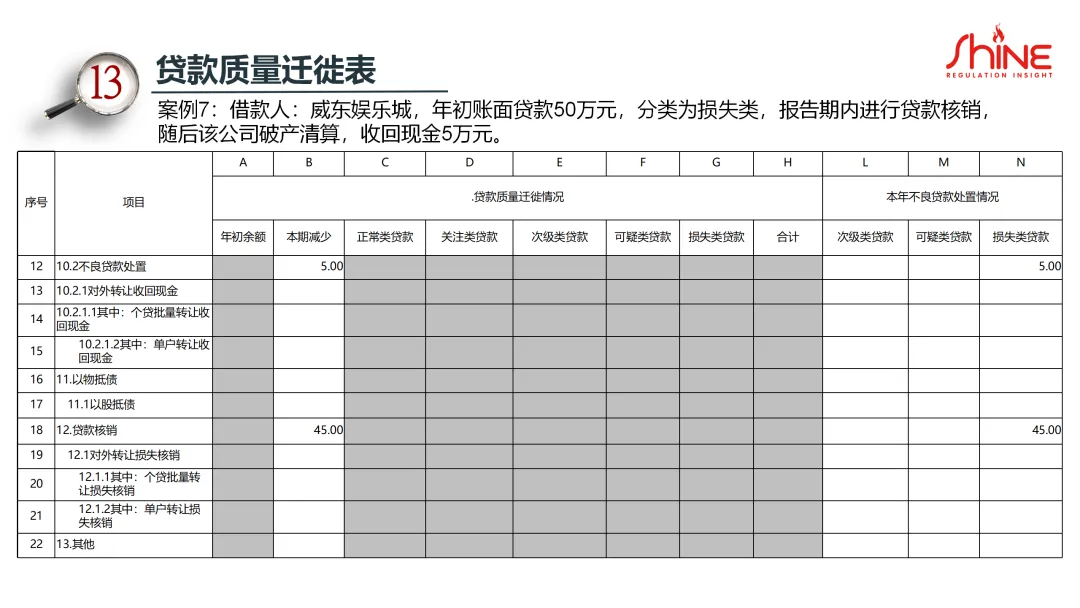 13
贷款质量迁徙表
SHINE
REGULATION INSIGHT
案例7：借款人：威东娱乐城，年初账面贷款50万元，分类为损失类，报告期内进行贷款核销，
随后该公司破产清算，收回现金5万元。
序号 项目 A B C D E F G H L M N
.贷款质量迁徙情况 本年不良贷款处置情况
年初余额 本期减少 正常类贷款 关注类贷款 次级类贷款 可疑类贷款 损失类贷款 合计 次级类贷款 可疑类贷款 损失类贷款
12 10.2不良贷款处置 5.00 5.00
13 10.2.1对外转让收回现金
14 10.2.1.1其中：个贷批量转让收
回现金
15 10.2.1.2其中：单户转让收
回现金
16 11.以物抵债
17 11.1以股抵债
18 12.贷款核销 45.00 45.00
19 12.1对外转让损失核销
20 12.1.1其中：个贷批量转
让损失核销
21 12.1.2其中：单户转让损
失核销
22 13.其他